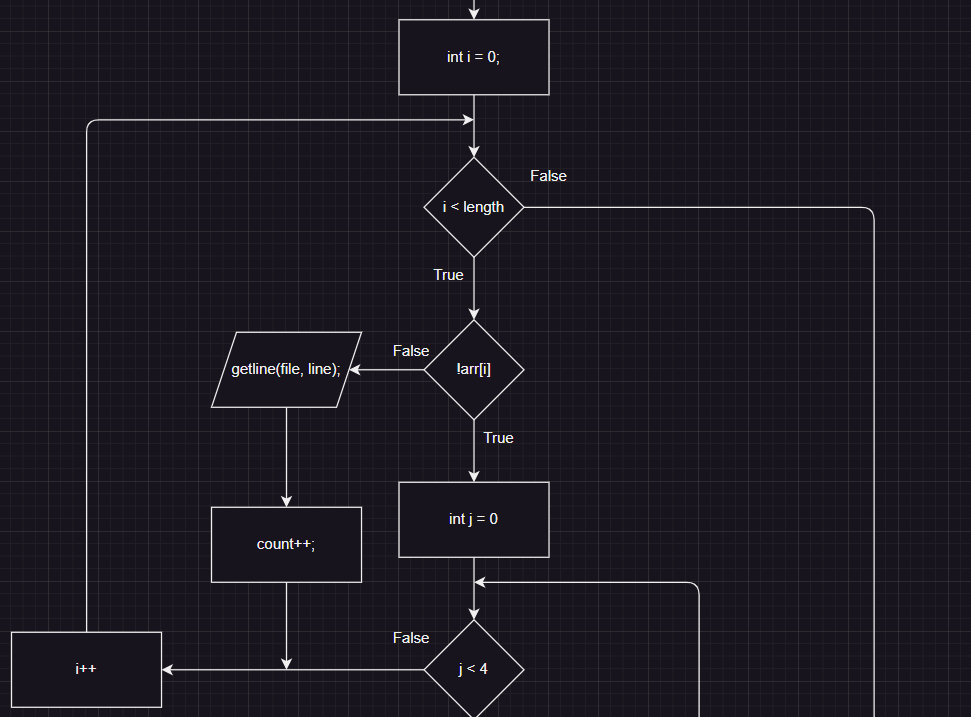 int i = 0;
False
i < length
True
False
getline(file, line);
!arr[i]
True
int j = 0
count++;
False
i++
j < 4